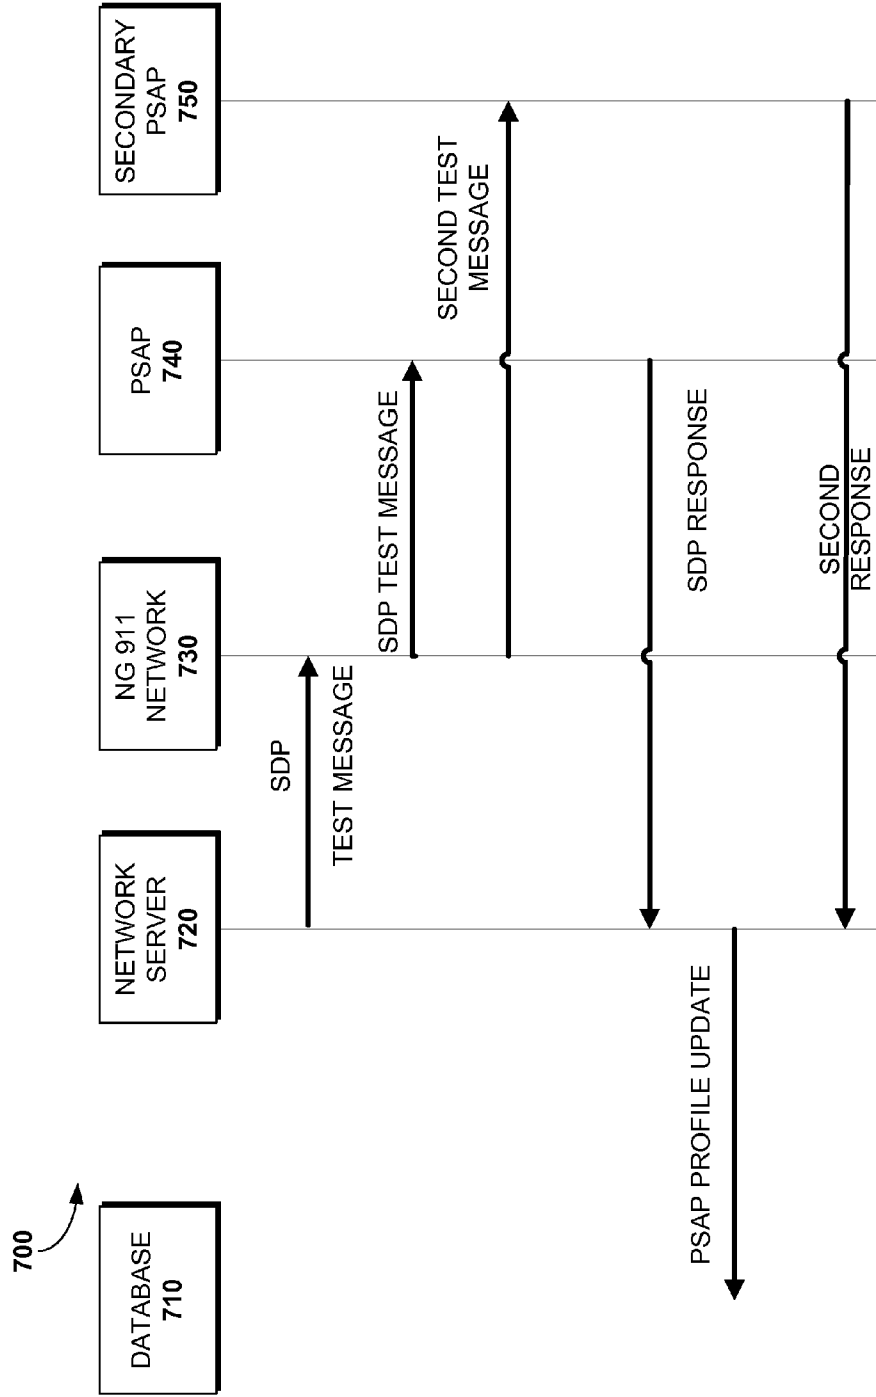 700
DATABASE
710
NETWORK
SERVER
720
NG 911
NETWORK
730
PSAP
740
SECONDARY
PSAP
750
SDP
TEST MESSAGE
SDP TEST MESSAGE
SECOND TEST
MESSAGE
SDP RESPONSE
PSAP PROFILE UPDATE
SECOND
RESPONSE